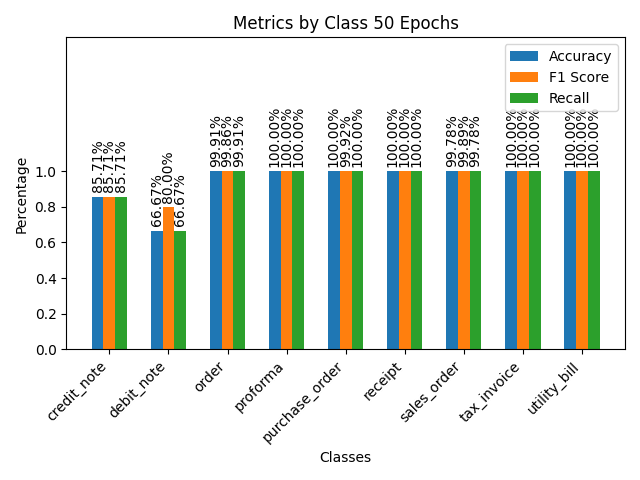 Metrics by Class 50 Epochs
Accuracy
F1 Score
Recall
85.71%
85.71%
85.71%
66.67%
80.00%
66.67%
99.91%
99.86%
99.91%
100.00%
100.00%
100.00%
100.00%
99.92%
100.00%
100.00%
100.00%
100.00%
99.78%
99.89%
99.78%
100.00%
100.00%
100.00%
100.00%
100.00%
100.00%
Percentage
1.0
0.8
0.6
0.4
0.2
0.0
credit_note
debit_note
order
proforma
purchase_order
receipt
sales_order
tax_invoice
utility_bill
Classes